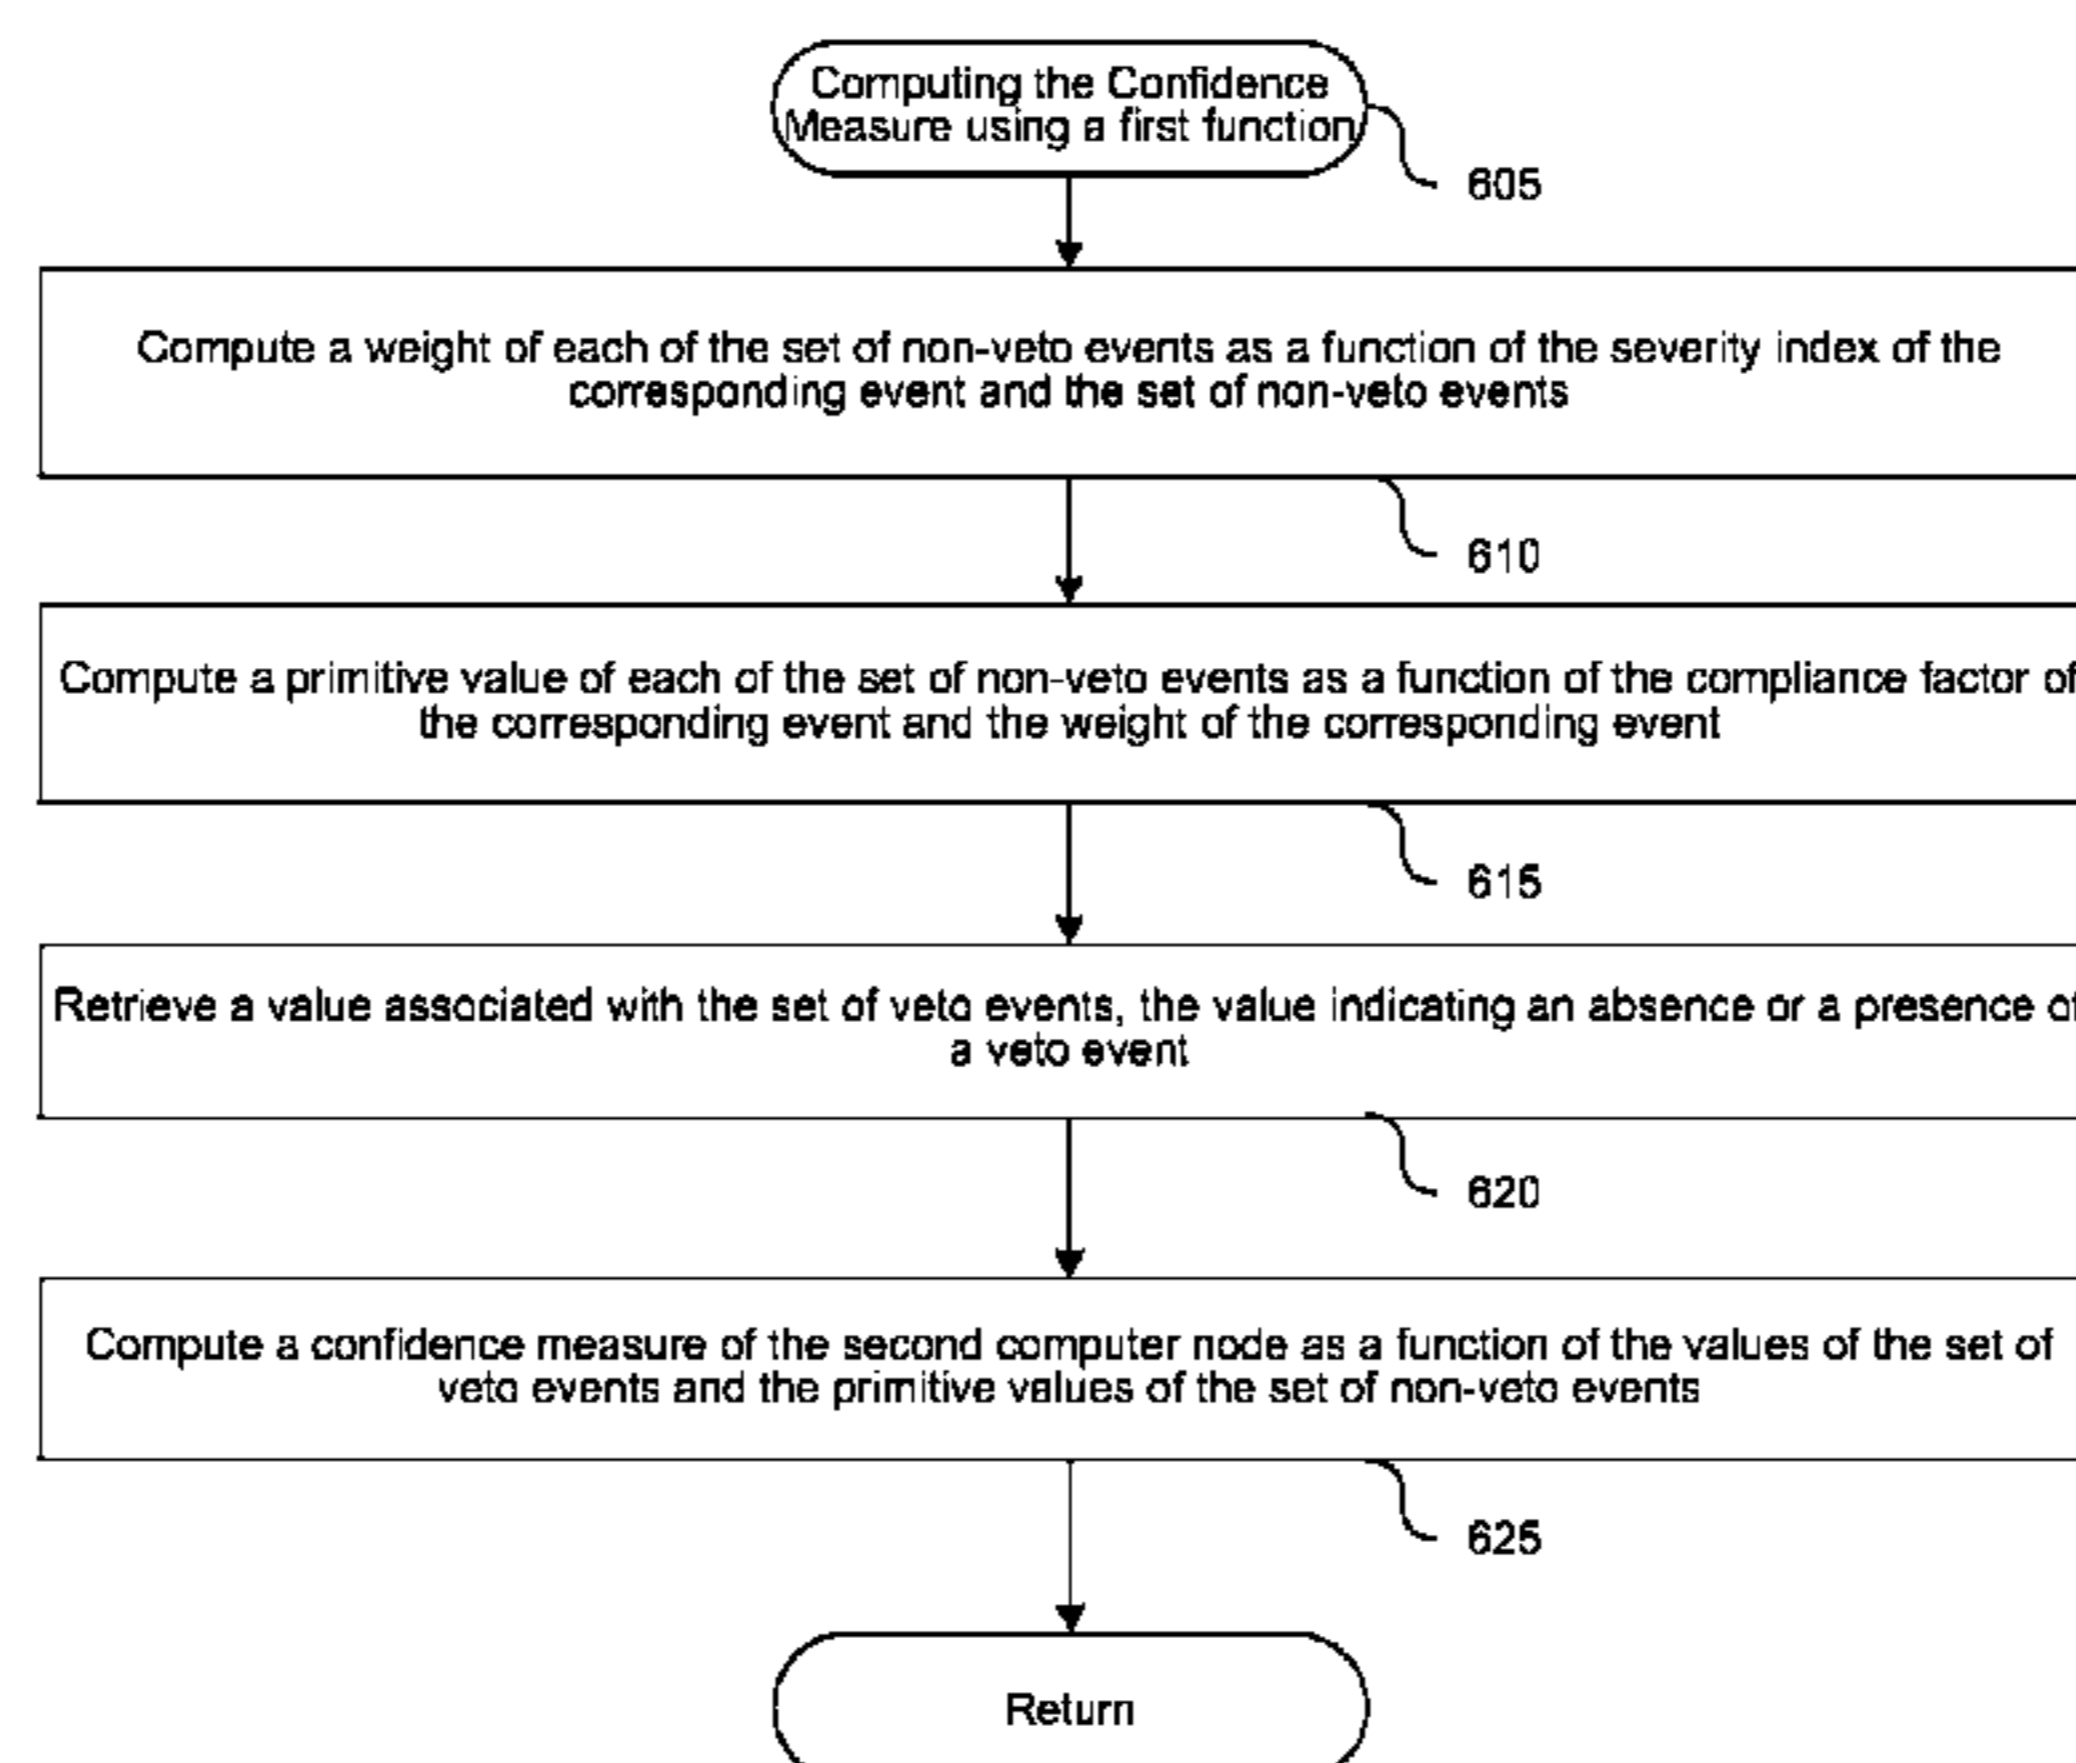 Computing the Confidence
Measure using a first function
605
Compute a weight of each of the set of non-veto events as a function of the severity index of the
corresponding event and the set of non-veto events
610
Compute a primitive value of each of the set of non-veto events as a function of the compliance factor of
the corresponding event and the weight of the corresponding event
615
Retrieve a value associated with the set of veto events, the value indicating an absence or a presence of
a veto event
620
Compute a confidence measure of the second computer node as a function of the values of the set of
veto events and the primitive values of the set of non-veto events
625
Return